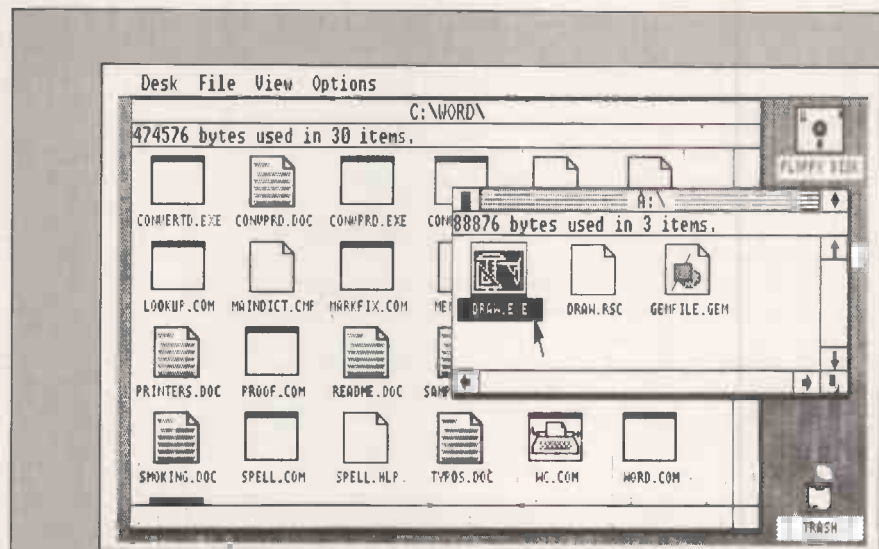 Desk File View Options
C:\WORD\
474576 bytes used in 30 items.
FLOPPY DISK
CONVERTD.EXE CONVPRD.DOC CONVPRD.EXE
A:\
88876 bytes used in 3 items.
LOOKUP.COM MAINDICT.CMP MARKFIX.COM
DRAW.RSC GEMFILE.GEM
PRINTERS.DOC PROOF.COM README.DOC
SMOKING.DOC SPELL.COM SPELL.HLP TYPOS.DOC WC.COM WORD.COM
TRASH